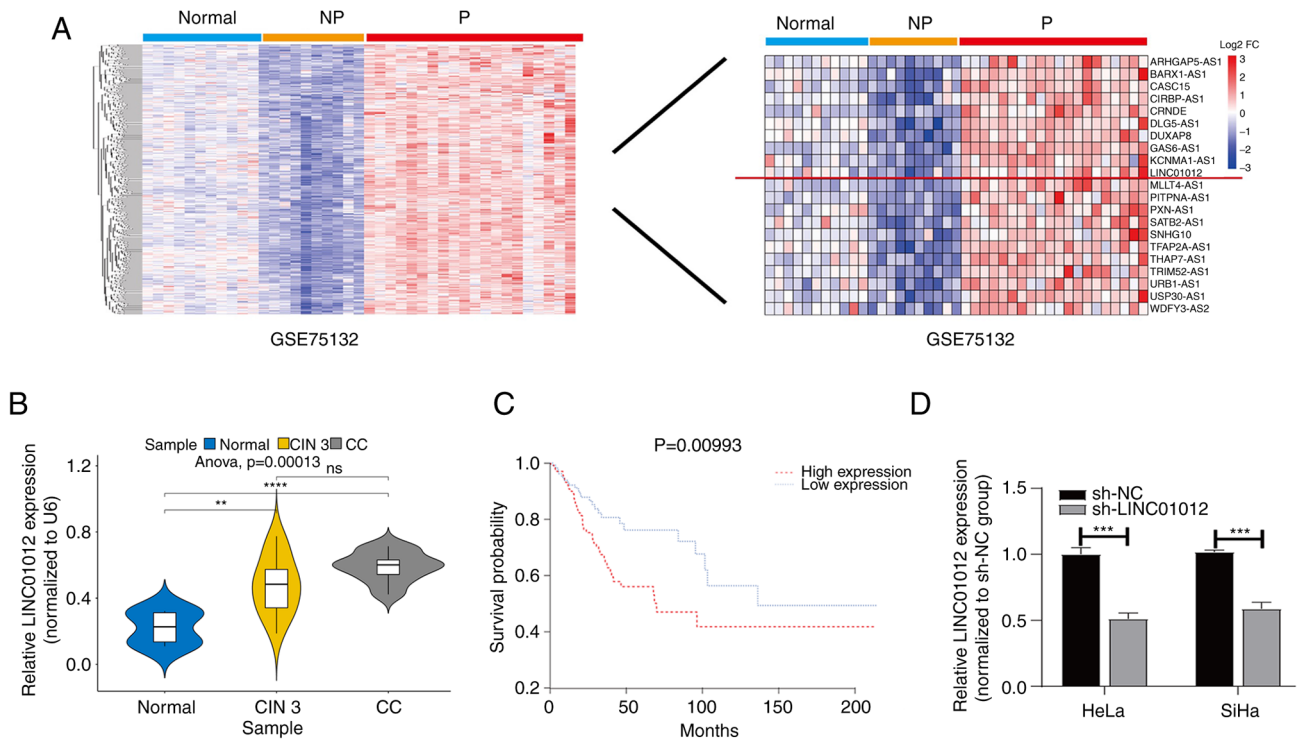 A
Normal NP P
GSE75132
Normal NP P
Log2 FC
3
2
1
0
−1
−2
−3
ARHGAP5-AS1
BARX1-AS1
CASC15
CIRBP-AS1
CRNDE
DLG5-AS1
DUXAP8
GAS6-AS1
KCNMA1-AS1
LINC01012
MLLT4-AS1
PITPNA-AS1
PXN-AS1
SATB2-AS1
SNHG10
TFAP2A-AS1
THAP7-AS1
TRIM52-AS1
URB1-AS1
USP30-AS1
WDFY3-AS2
GSE75132
B
Relative LINC01012 expression
(normalized to U6)
Sample Normal CIN 3 CC
Anova, p=0.00013
ns
****
**
1.2
0.8
0.4
0.0
Normal CIN 3 CC
Sample
C
P=0.00993
High expression
Low expression
Survival probability
1.0
0.8
0.6
0.4
0.2
0 50 100 150 200
Months
D
Relative LINC01012 expression
(normalized to sh-NC group)
sh-NC
sh-LINC01012
*** ***
1.5
1.0
0.5
0.0
HeLa SiHa